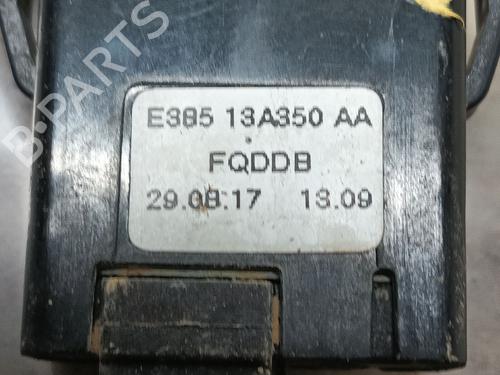 B-PARTS
E385 13A350 AA
FQDDB
29.08.17 13.09